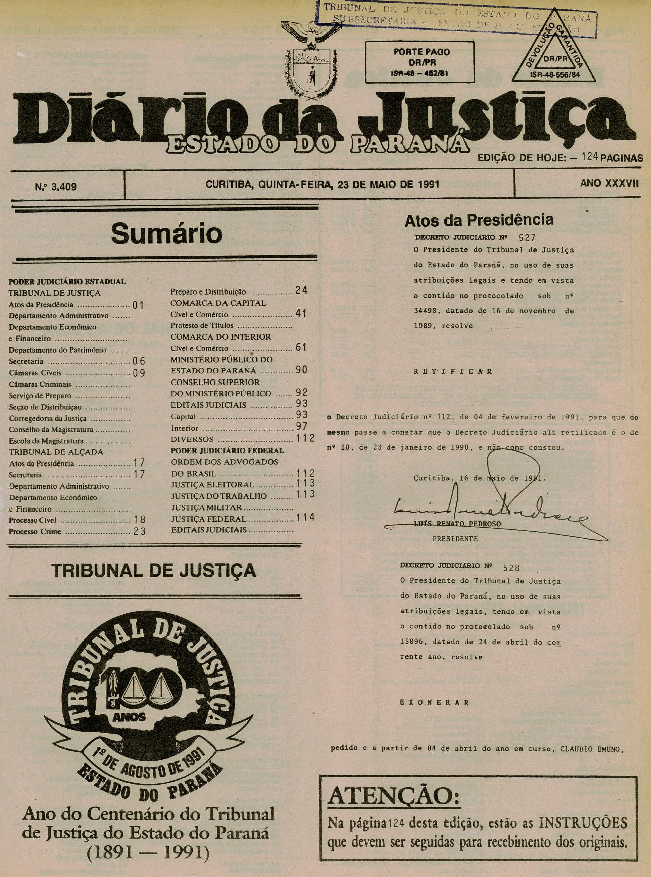 TRIBUNAL DE JUSTIÇA DO ESTADO DO PARANÁ
SUBSECRETARIA
PORTE PAGO
DR/PR
ISR-48 – 452/81
DEVOLUÇÃO GARANTIDA
DR/PR
ISR-48-556/84
Diário da Justiça
ESTADO DO PARANÁ
EDIÇÃO DE HOJE: – 124 PAGINAS
N.º 3,409
CURITIBA, QUINTA-FEIRA, 23 DE MAIO DE 1991
ANO XXXVII
Sumário
PODER JUDICIÁRIO ESTADUAL
TRIBUNAL DE JUSTIÇA
Atos da Presidência .................. 01
Departamento Administrativo .......
Departamento Econômico
e Financeiro ..........................
Departamento do Patrimônio ......
Secretaria ............................ 06
Câmaras Cíveis ...................... 09
Câmaras Criminais ..................
Serviço de Preparo ..................
Seção de Distribuição ...............
Corregedoria da Justiça .............
Conselho da Magistratura ..........
Escola da Magistratura .............
TRIBUNAL DE ALÇADA
Atos da Presidência .................. 17
Secretaria ............................ 17
Departamento Administrativo .......
Departamento Econômico
e Financeiro ..........................
Processo Cível ....................... 18
Processo Crime ...................... 23
Preparo e Distribuição ............... 24
COMARCA DA CAPITAL
Cível e Comércio .................... 41
Protesto de Títulos ..................
COMARCA DO INTERIOR
Cível e Comércio .................... 61
MINISTÉRIO PÚBLICO DO
ESTADO DO PARANÁ ............ 90
CONSELHO SUPERIOR
DO MINISTÉRIO PÚBLICO ...... 92
EDITAIS JUDICIAIS ............... 93
Capital ................................ 93
Interior ................................ 97
DIVERSOS ......................... 112
PODER JUDICIÁRIO FEDERAL
ORDEM DOS ADVOGADOS
DO BRASIL ........................ 112
JUSTIÇA ELEITORAL ............ 113
JUSTIÇA DO TRABALHO ........ 113
JUSTIÇA MILITAR ................
JUSTIÇA FEDERAL .............. 114
EDITAIS JUDICIAIS ..............
TRIBUNAL DE JUSTIÇA
TRIBUNAL DE JUSTIÇA
100
ANOS
1º DE AGOSTO DE 1991
ESTADO DO PARANÁ
Ano do Centenário do Tribunal
de Justiça do Estado do Paraná
(1891 — 1991)
Atos da Presidência
DECRETO JUDICIARIO Nº 527
O Presidente do Tribunal de Justiça
do Estado do Paraná, no uso de suas
atribuições legais e tendo em vista
o contido no protocolado sob nº
34498, datado de 16 de novembro de
1989, resolve
R E T I F I C A R
o Decreto Judiciário nº 112, de 04 de fevereiro de 1991, para que do
mesmo passe a constar que o Decreto Judiciário ali retificado é o de
nº 10, de 23 de janeiro de 1990, e não como constou.
Curitiba, 16 de maio de 1991.
LUÍS RENATO PEDROSO
PRESIDENTE
DECRETO JUDICIARIO Nº 528
O Presidente do Tribunal de Justiça
do Estado do Paraná, no uso de suas
atribuições legais, tendo em vista
o contido no protocolado sob nº
15896, datado de 24 de abril do cor
rente ano, resolve
E X O N E R A R
pedido e a partir de 04 de abril do ano em curso, CLAUDIO
ATENÇÃO:
Na página 124 desta edição, estão as INSTRUÇÕES
que devem ser seguidas para recebimento dos originais.